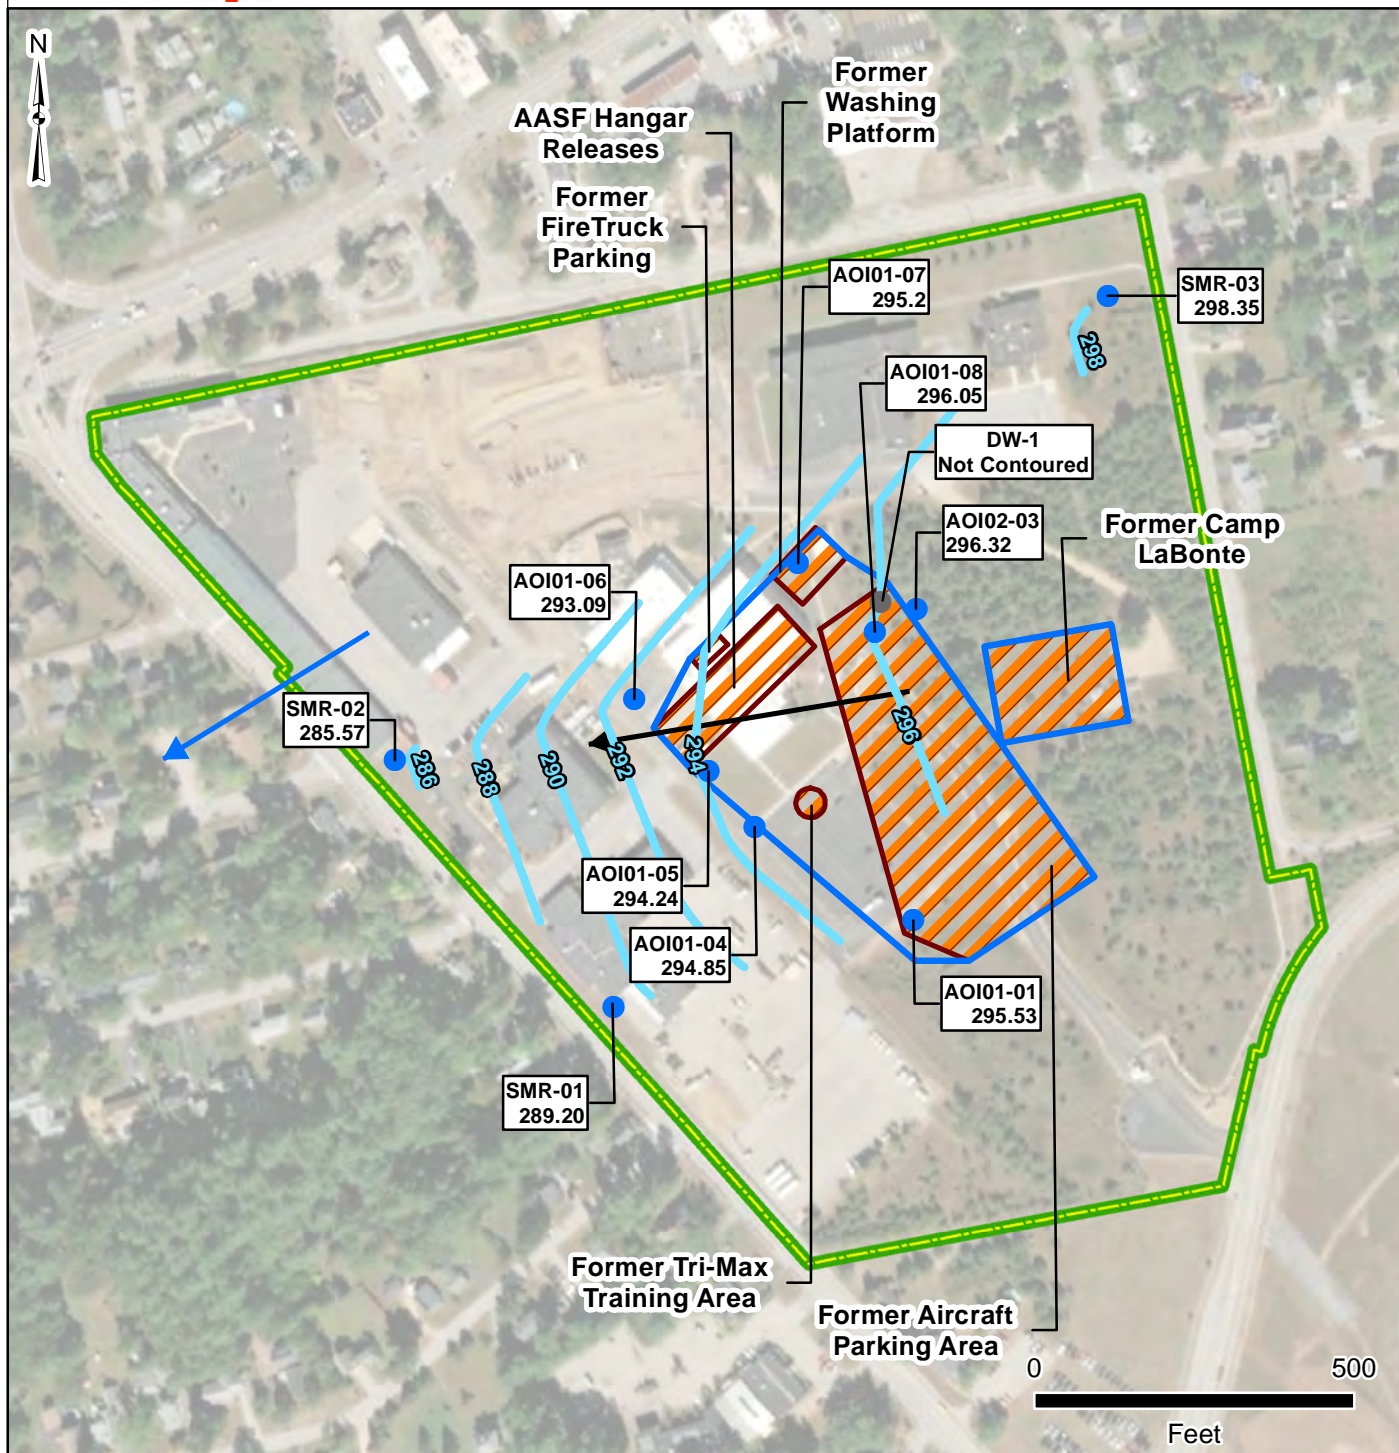 N
Former
Washing
Platform
AASF Hangar
Releases
Former
FireTruck
Parking
AOI01-07
295.2
SMR-03
298.35
298
AOI01-08
296.05
DW-1
Not Contoured
AOI02-03
296.32
Former Camp
LaBonte
AOI01-06
293.09
SMR-02
285.57
286
288
290
292
294
296
AOI01-05
294.24
AOI01-04
294.85
AOI01-01
295.53
SMR-01
289.20
Former Tri-Max
Training Area
Former Aircraft
Parking Area
0 500
Feet